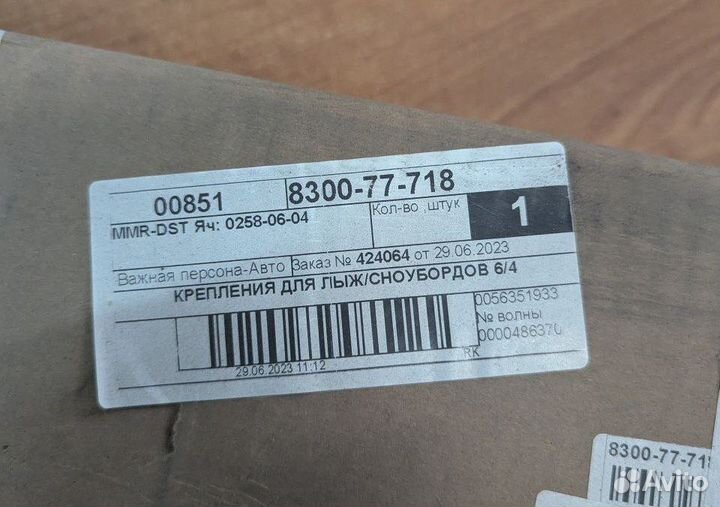 00851 8300-77-718
MMR-DST Яч: 0258-06-04 Кол-во ,штук 1
Важная персона-Авто Заказ № 424064 от 29.06.2023
КРЕПЛЕНИЯ ДЛЯ ЛЫЖ/СНОУБОРДОВ 6/4
0056351933
№ волны
0000486370
29.06.2023 11:12 RK
8300-77-718
Avito